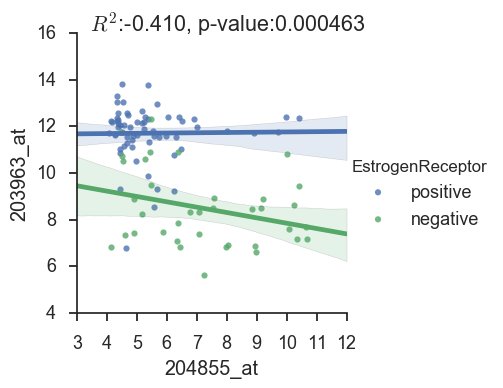 R²:-0.410, p-value:0.000463
16
14
12
10
8
6
4
203963_at
3 4 5 6 7 8 9 10 11 12
204855_at
EstrogenReceptor
positive
negative